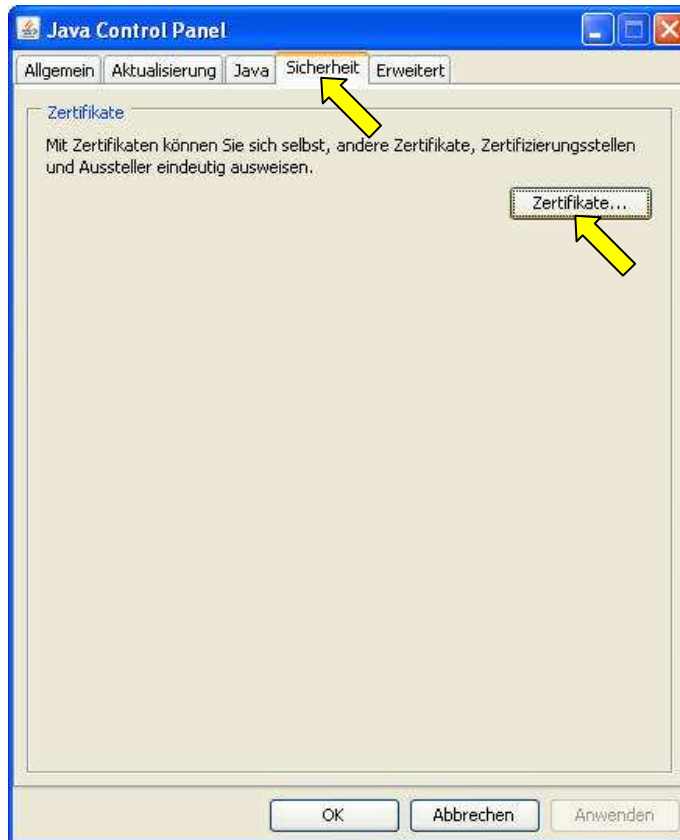 Java Control Panel
Allgemein Aktualisierung Java Sicherheit Erweitert
Zertifikate
Mit Zertifikaten können Sie sich selbst, andere Zertifikate, Zertifizierungsstellen
und Aussteller eindeutig ausweisen.
Zertifikate...
OK Abbrechen Anwenden